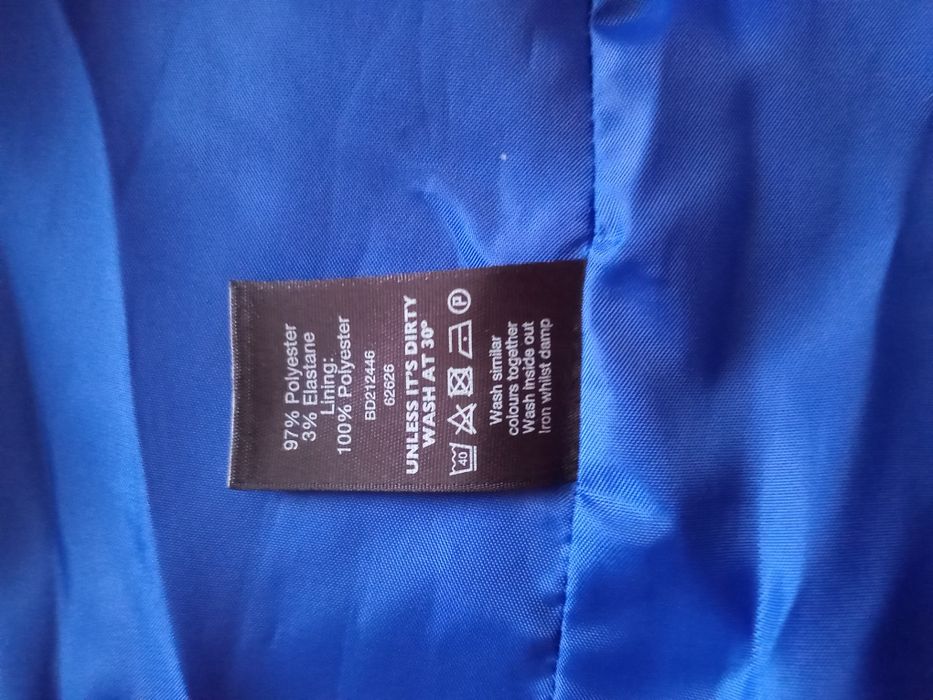 97% Polyester
3% Elastane
Lining:
100% Polyester
BD212446
62626
UNLESS IT'S DIRTY
WASH AT 30°
40 P
Wash similar
colours together
Wash inside out
Iron whilst damp